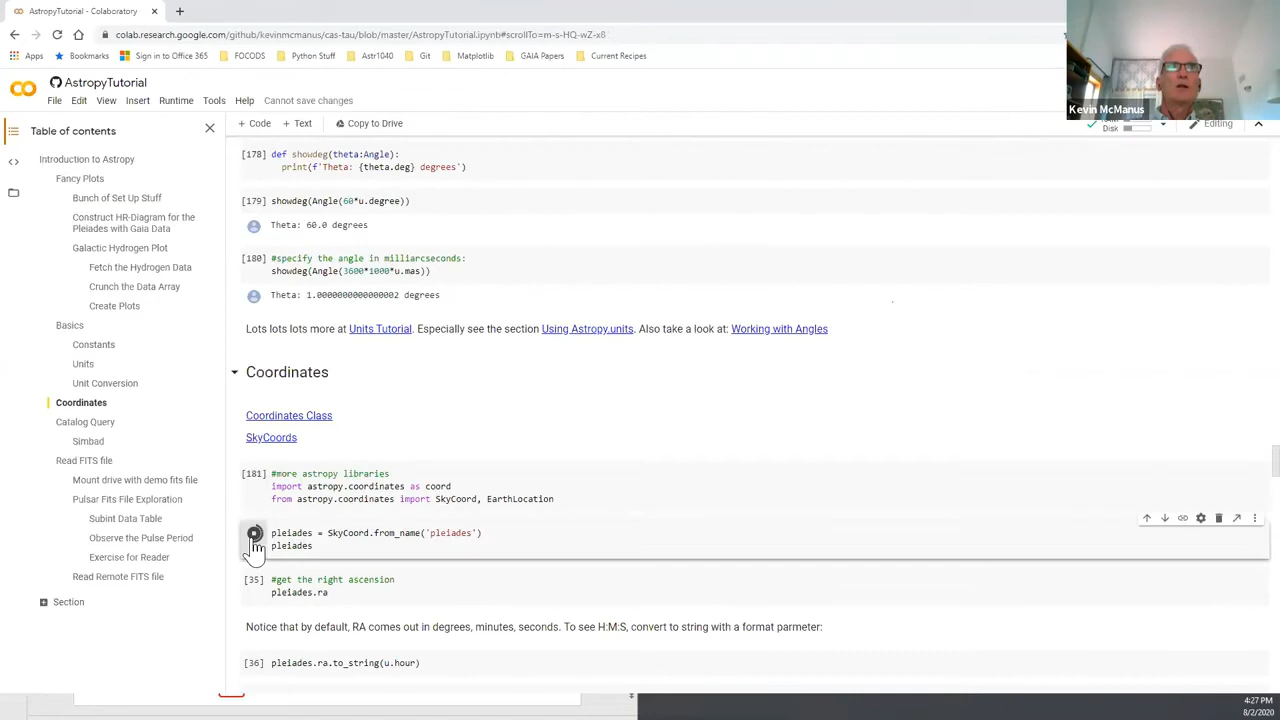 AstropyTutorial - Colaboratory
colab.research.google.com/github/kevinmcmanus/cas-tau/blob/master/AstropyTutorial.ipynb#scrollTo=m-s-HQ-wZ-x8
Apps
Bookmarks
Sign in to Office 365
FOCODS
Python Stuff
Astr1040
Git
Matplotlib
GAIA Papers
Current Recipes
Kevin McManus
AstropyTutorial
File Edit View Insert Runtime Tools Help Cannot save changes
+ Code + Text Copy to Drive
Disk
Editing
Table of contents
Introduction to Astropy
Fancy Plots
Bunch of Set Up Stuff
Construct HR-Diagram for the
Pleiades with Gaia Data
Galactic Hydrogen Plot
Fetch the Hydrogen Data
Crunch the Data Array
Create Plots
Basics
Constants
Units
Unit Conversion
Coordinates
Catalog Query
Simbad
Read FITS file
Mount drive with demo fits file
Pulsar Fits File Exploration
Subint Data Table
Observe the Pulse Period
Exercise for Reader
Read Remote FITS file
Section
[178] def showdeg(theta:Angle):
print(f'Theta: {theta.deg} degrees')
[179] showdeg(Angle(60*u.degree))
Theta: 60.0 degrees
[180] #specify the angle in milliarcseconds:
showdeg(Angle(3600*1000*u.mas))
Theta: 1.0000000000000002 degrees
Lots lots lots more at Units Tutorial. Especially see the section Using Astropy.units. Also take a look at: Working with Angles
Coordinates
Coordinates Class
SkyCoords
[181] #more astropy libraries
import astropy.coordinates as coord
from astropy.coordinates import SkyCoord, EarthLocation
pleiades = SkyCoord.from_name('pleiades')
pleiades
[35] #get the right ascension
pleiades.ra
Notice that by default, RA comes out in degrees, minutes, seconds. To see H:M:S, convert to string with a format parmeter:
[36] pleiades.ra.to_string(u.hour)
4:27 PM
8/2/2020